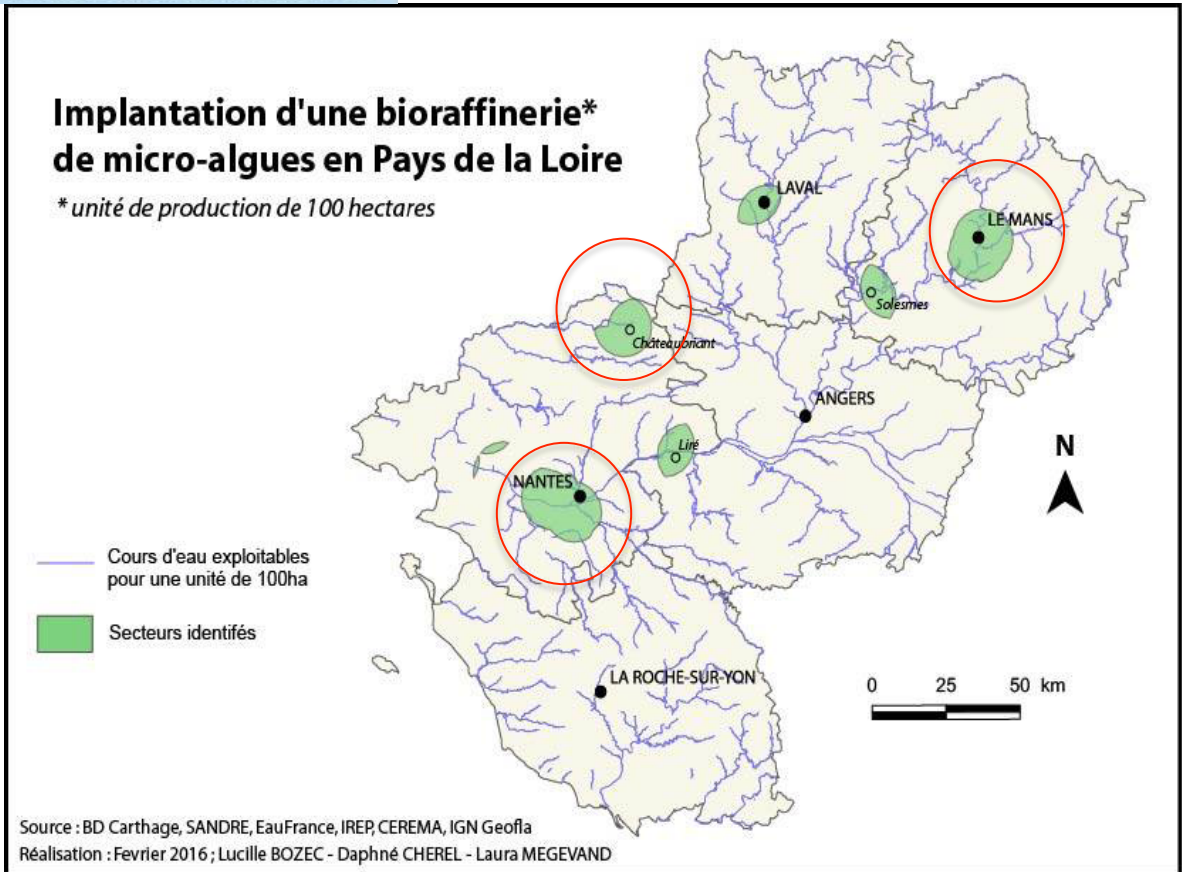 Implantation d'une bioraffinerie*
de micro-algues en Pays de la Loire
* unité de production de 100 hectares
LAVAL
LE MANS
Solesmes
Châteaubriant
ANGERS
Liré
NANTES
N
Cours d'eau exploitables
pour une unité de 100ha
Secteurs identifés
LA ROCHE-SUR-YON
0 25 50 km
Source : BD Carthage, SANDRE, EauFrance, IREP, CEREMA, IGN Geofla
Réalisation : Fevrier 2016 ; Lucille BOZEC - Daphné CHEREL - Laura MEGEVAND